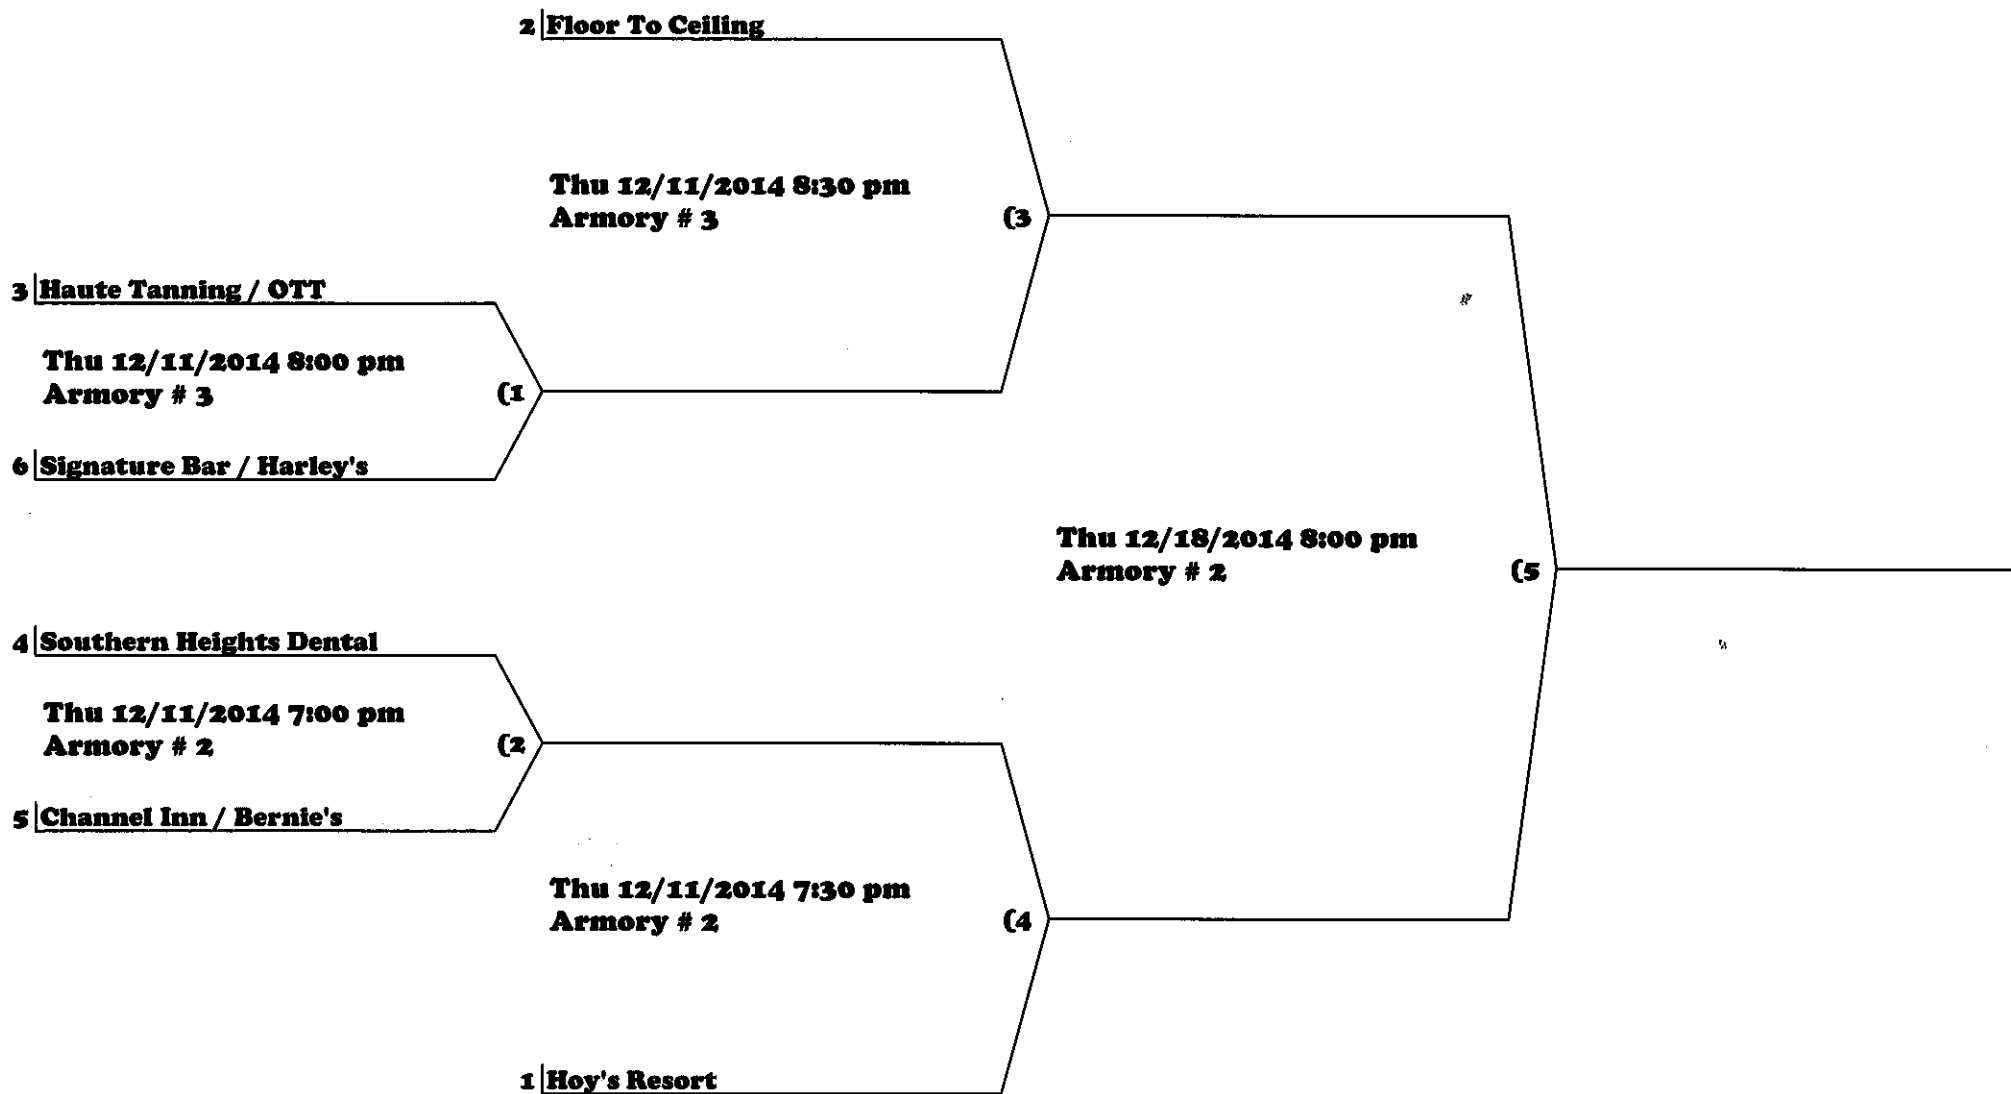 2 Floor To Ceiling
Thu 12/11/2014 8:30 pm
Armory # 3
(3
3 Haute Tanning / OTT
Thu 12/11/2014 8:00 pm
Armory # 3
(1
6 Signature Bar / Harley's
Thu 12/18/2014 8:00 pm
Armory # 2
(5
4 Southern Heights Dental
Thu 12/11/2014 7:00 pm
Armory # 2
(2
5 Channel Inn / Bernie's
Thu 12/11/2014 7:30 pm
Armory # 2
(4
1 Hoy's Resort